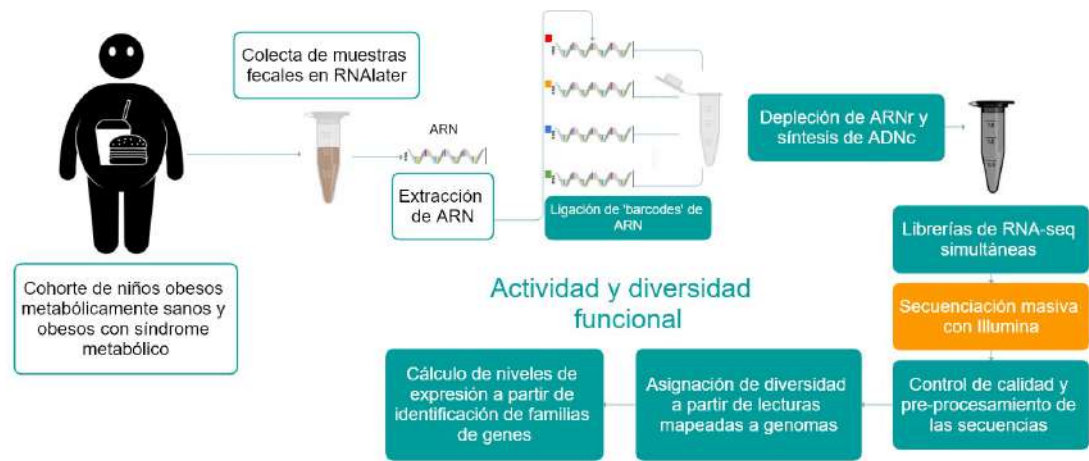 Colecta de muestras
fecales en RNAlater
ARN
Extracción
de ARN
Ligación de 'barcodes' de
ARN
Depleción de ARNr y
síntesis de ADNc
Cohorte de niños obesos
metabólicamente sanos y
obesos con síndrome
metabólico
Librerías de RNA-seq
simultáneas
Secuenciación masiva
con Illumina
Control de calidad y
pre-procesamiento de
las secuencias
Actividad y diversidad
funcional
Asignación de diversidad
a partir de lecturas
mapeadas a genomas
Cálculo de niveles de
expresión a partir de
identificación de familias
de genes